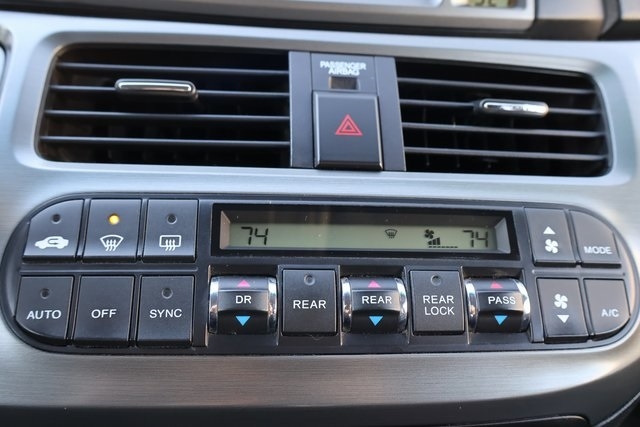 PASSENGER
AIRBAG
74 74
MODE
AUTO OFF SYNC DR REAR REAR REAR LOCK PASS A/C